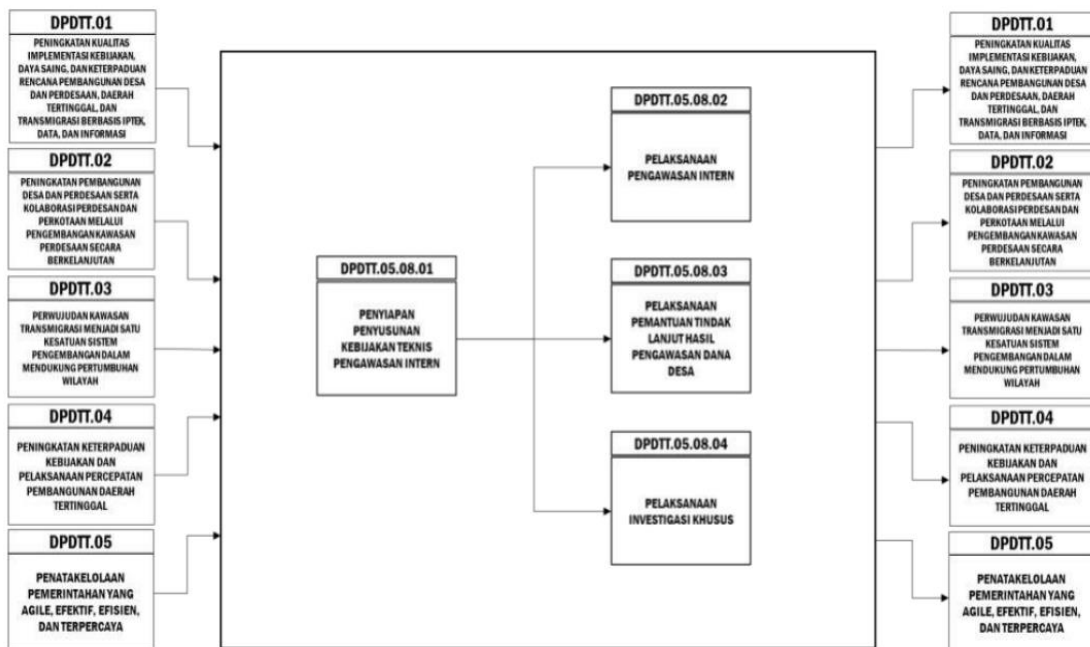 DPDTT.01
PENINGKATAN KUALITAS
IMPLEMENTASI KEBIJAKAN,
DAYA SAING, DAN KETERPADUAN
RENCANA PEMBANGUNAN DESA
DAN PERDESAAN, DAERAH
TERTINGGAL, DAN
TRANSMIGRASI BERBASIS IPTEK,
DATA, DAN INFORMASI
DPDTT.02
PENINGKATAN PEMBANGUNAN
DESA DAN PERDESAAN SERTA
KOLABORASI PERDESAN DAN
PERKOTAAN MELALUI
PENGEMBANGAN KAWASAN
PERDESAAN SECARA
BERKELANJUTAN
DPDTT.03
PERWUJUDAN KAWASAN
TRANSMIGRASI MENJADI SATU
KESATUAN SISTEM
PENGEMBANGAN DALAM
MENDUKUNG PERTUMBUHAN
WILAYAH
DPDTT.04
PENINGKATAN KETERPADUAN
KEBIJAKAN DAN
PELAKSANAAN PERCEPATAN
PEMBANGUNAN DAERAH
TERTINGGAL
DPDTT.05
PENATAKELOLAAN
PEMERINTAHAN YANG
AGILE, EFEKTIF, EFISIEN,
DAN TERPERCAYA
DPDTT.05.08.01
PENYIAPAN
PENYUSUNAN
KEBIJAKAN TEKNIS
PENGAWASAN INTERN
DPDTT.05.08.02
PELAKSANAAN
PENGAWASAN INTERN
DPDTT.05.08.03
PELAKSANAAN
PEMANTUAN TINDAK
LANJUT HASIL
PENGAWASAN DANA
DESA
DPDTT.05.08.04
PELAKSANAAN
INVESTIGASI KHUSUS
DPDTT.01
PENINGKATAN KUALITAS
IMPLEMENTASI KEBIJAKAN,
DAYA SAING, DAN KETERPADUAN
RENCANA PEMBANGUNAN DESA
DAN PERDESAAN, DAERAH
TERTINGGAL, DAN
TRANSMIGRASI BERBASIS IPTEK,
DATA, DAN INFORMASI
DPDTT.02
PENINGKATAN PEMBANGUNAN
DESA DAN PERDESAAN SERTA
KOLABORASI PERDESAN DAN
PERKOTAAN MELALUI
PENGEMBANGAN KAWASAN
PERDESAAN SECARA
BERKELANJUTAN
DPDTT.03
PERWUJUDAN KAWASAN
TRANSMIGRASI MENJADI SATU
KESATUAN SISTEM
PENGEMBANGAN DALAM
MENDUKUNG PERTUMBUHAN
WILAYAH
DPDTT.04
PENINGKATAN KETERPADUAN
KEBIJAKAN DAN
PELAKSANAAN PERCEPATAN
PEMBANGUNAN DAERAH
TERTINGGAL
DPDTT.05
PENATAKELOLAAN
PEMERINTAHAN YANG
AGILE, EFEKTIF, EFISIEN,
DAN TERPERCAYA